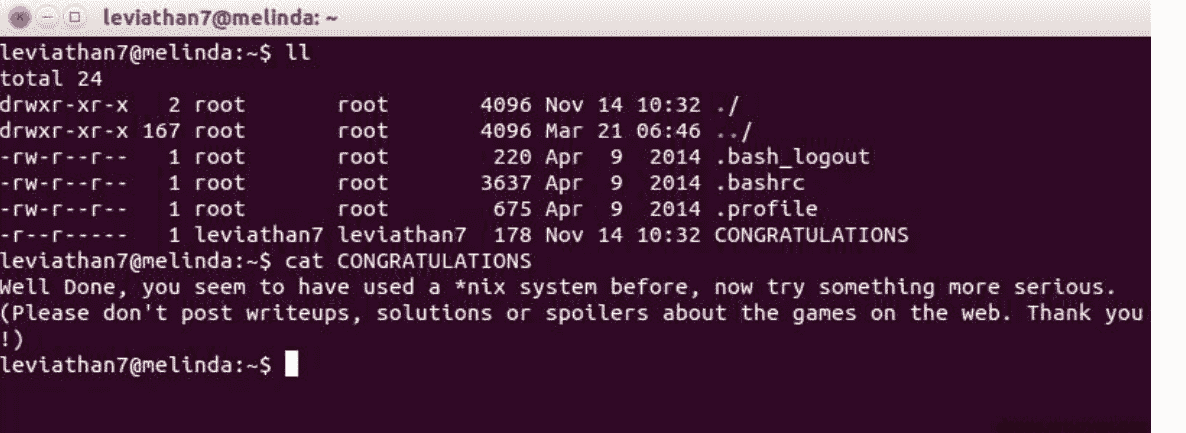 leviathan7@melinda: ~
leviathan7@melinda:~$ ll
total 24
drwxr-xr-x   2 root       root       4096 Nov 14 10:32 ./
drwxr-xr-x 167 root       root       4096 Mar 21 06:46 ../
-rw-r--r--   1 root       root        220 Apr  9  2014 .bash_logout
-rw-r--r--   1 root       root       3637 Apr  9  2014 .bashrc
-rw-r--r--   1 root       root        675 Apr  9  2014 .profile
-r--r-----   1 leviathan7 leviathan7  178 Nov 14 10:32 CONGRATULATIONS
leviathan7@melinda:~$ cat CONGRATULATIONS
Well Done, you seem to have used a *nix system before, now try something more serious.
(Please don't post writeups, solutions or spoilers about the games on the web. Thank you
!)
leviathan7@melinda:~$